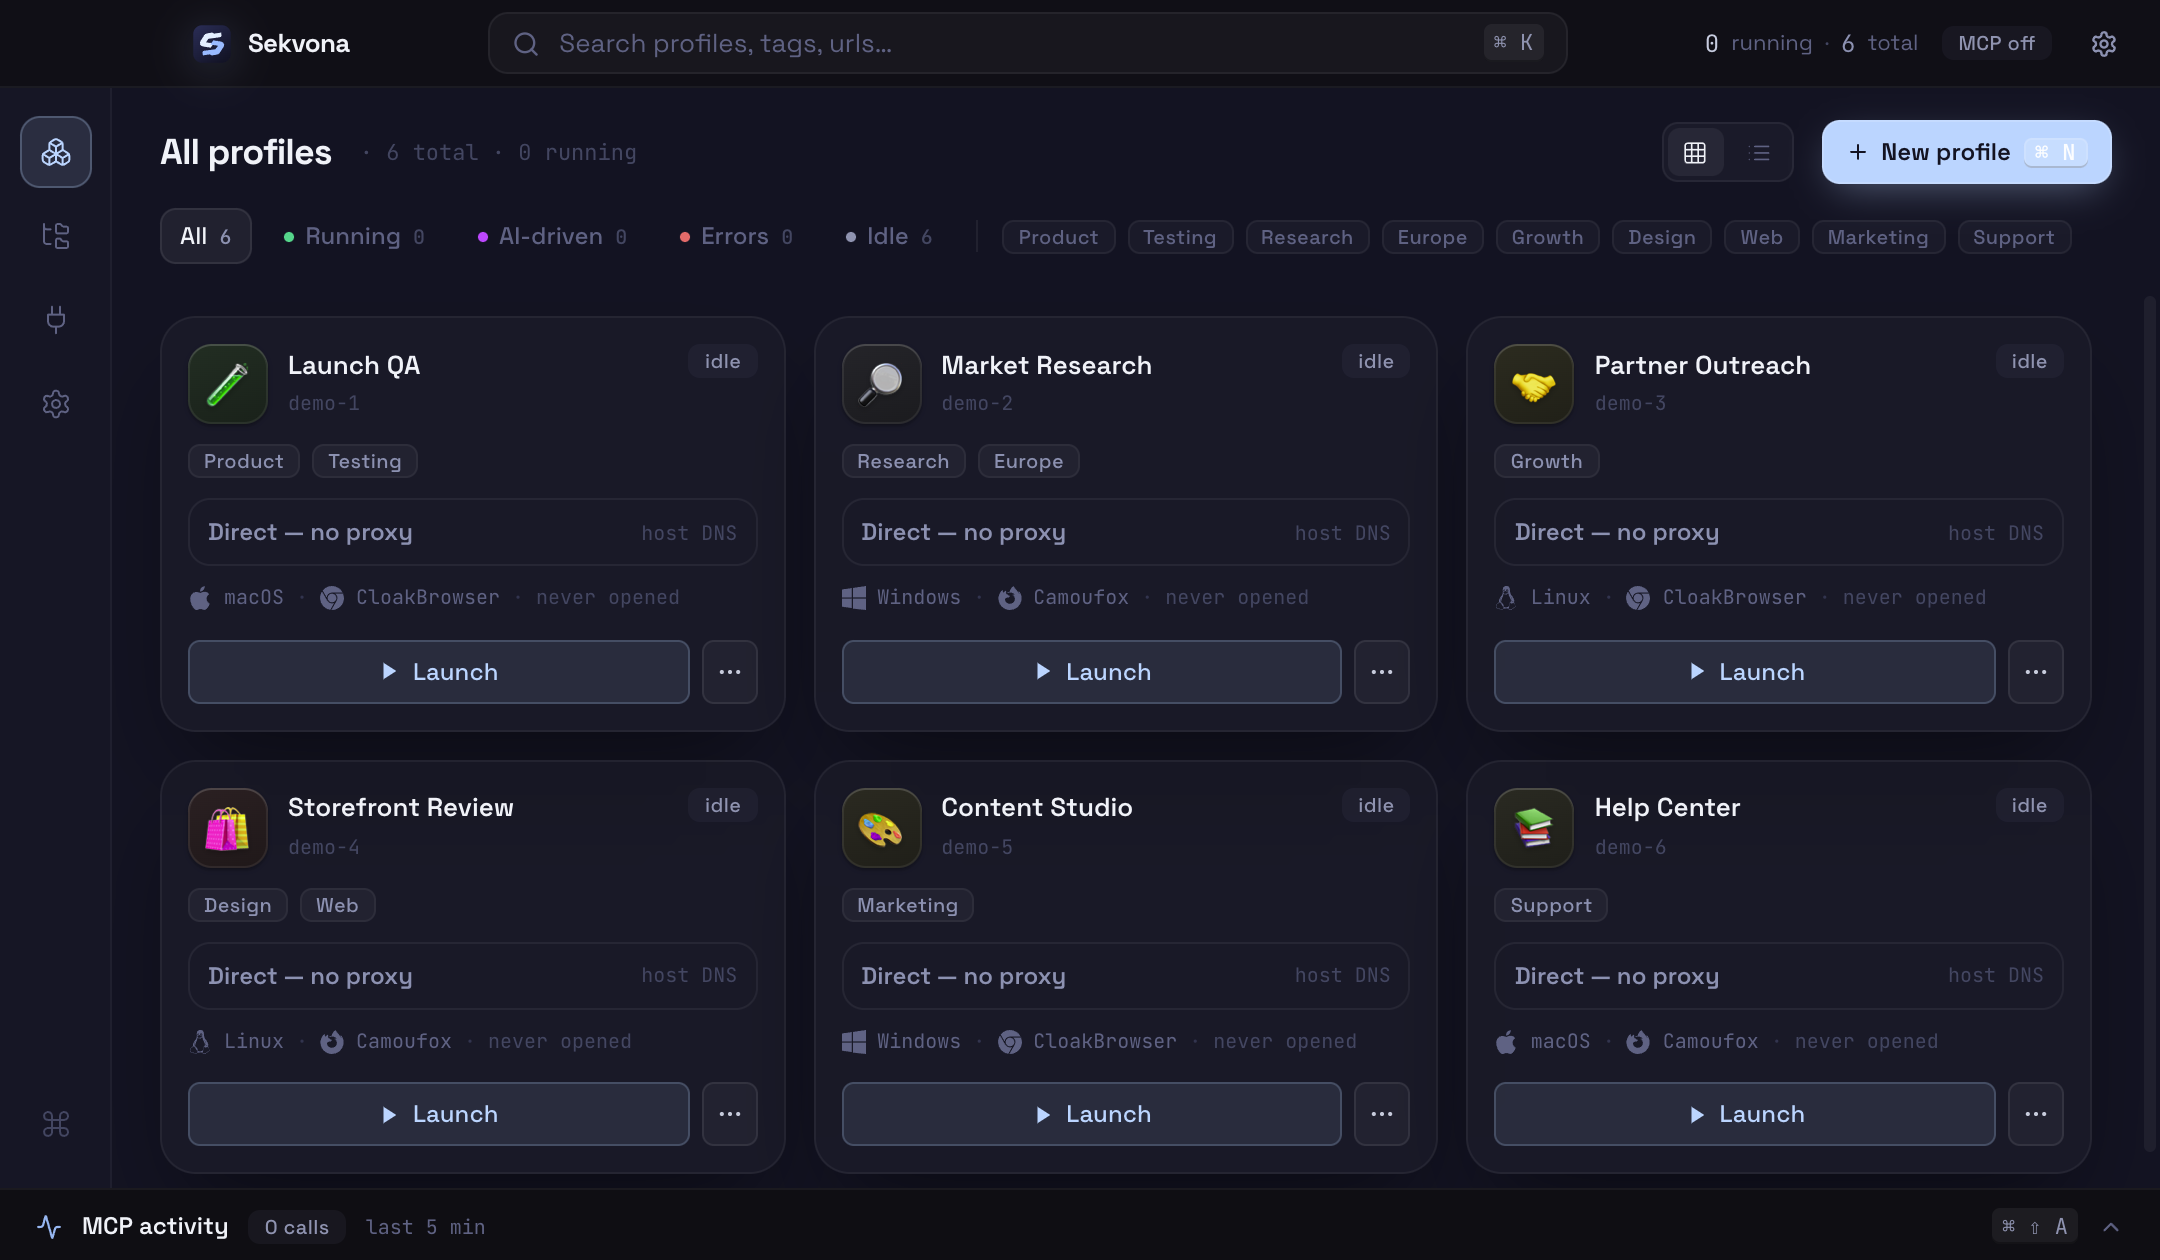 Sekvona
Search profiles, tags, urls...
⌘ K
0 running · 6 total
MCP off
All profiles · 6 total · 0 running
+ New profile ⌘ N
All 6
Running 0
AI-driven 0
Errors 0
Idle 6
Product
Testing
Research
Europe
Growth
Design
Web
Marketing
Support
Launch QA
idle
demo-1
Product
Testing
Direct — no proxy
host DNS
macOS · CloakBrowser · never opened
Launch
Market Research
idle
demo-2
Research
Europe
Direct — no proxy
host DNS
Windows · Camoufox · never opened
Launch
Partner Outreach
idle
demo-3
Growth
Direct — no proxy
host DNS
Linux · CloakBrowser · never opened
Launch
Storefront Review
idle
demo-4
Design
Web
Direct — no proxy
host DNS
Linux · Camoufox · never opened
Launch
Content Studio
idle
demo-5
Marketing
Direct — no proxy
host DNS
Windows · CloakBrowser · never opened
Launch
Help Center
idle
demo-6
Support
Direct — no proxy
host DNS
macOS · Camoufox · never opened
Launch
MCP activity
0 calls
last 5 min
⌘ ⇧ A